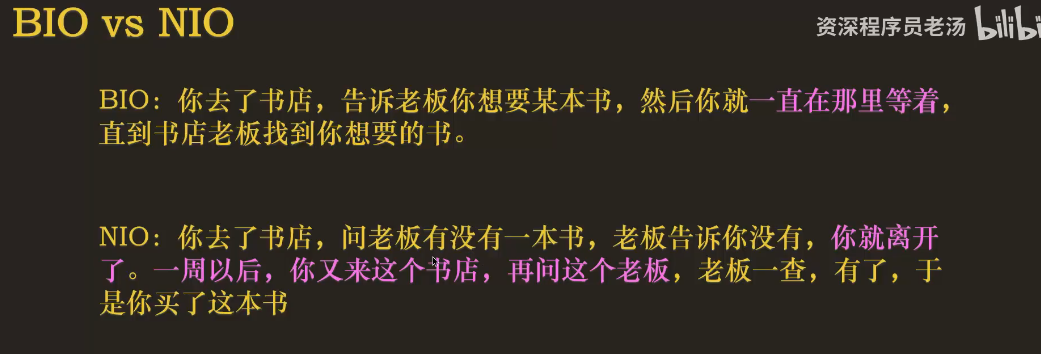 BIO vs NIO
资深程序员老汤 bilibi
BIO：你去了书店，告诉老板你想要某本书，然后你就一直在那里等着，
直到书店老板找到你想要的书。
NIO：你去了书店，问老板有没有一本书，老板告诉你没有，你就离开
了。一周以后，你又来这个书店，再问这个老板，老板一查，有了，于
是你买了这本书